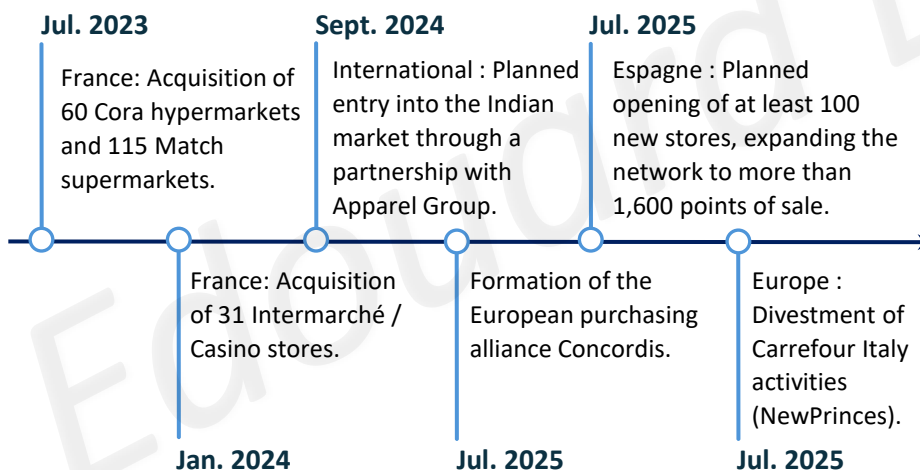 Jul. 2023
France: Acquisition of
60 Cora hypermarkets
and 115 Match
supermarkets.
Sept. 2024
International : Planned
entry into the Indian
market through a
partnership with
Apparel Group.
Jul. 2025
Espagne : Planned
opening of at least 100
new stores, expanding the
network to more than
1,600 points of sale.
France: Acquisition
of 31 Intermarché /
Casino stores.
Jan. 2024
Formation of the
European purchasing
alliance Concordis.
Jul. 2025
Europe :
Divestment of
Carrefour Italy
activities
(NewPrinces).
Jul. 2025
Edouard